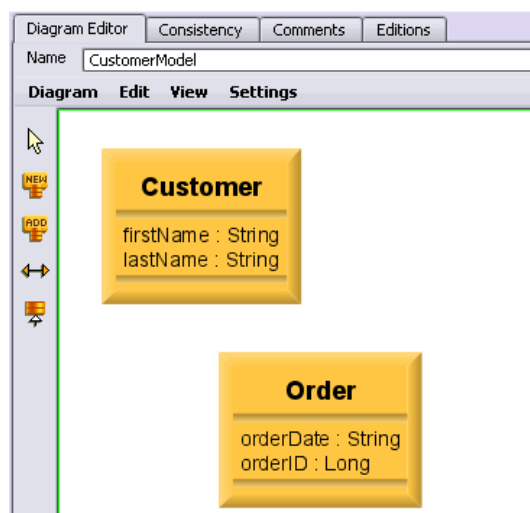 Diagram Editor Consistency Comments Editions
Name CustomerModel
Diagram Edit View Settings
NEW
ADD
Customer
firstName : String
lastName : String
Order
orderDate : String
orderID : Long